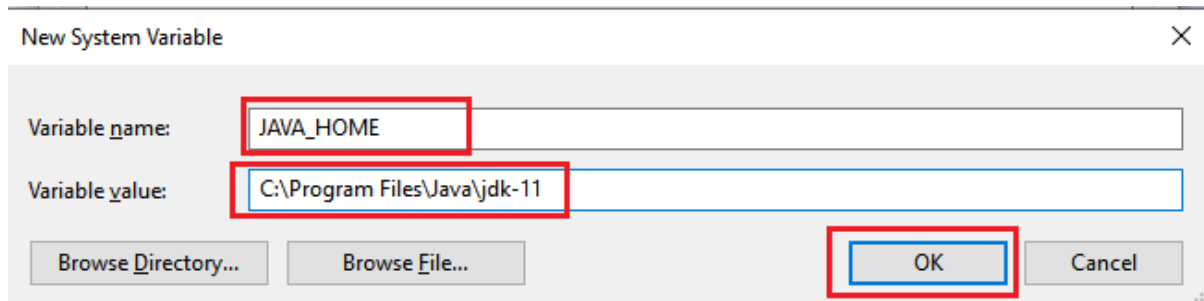 New System Variable
Variable name: JAVA_HOME
Variable value: C:\Program Files\Java\jdk-11
Browse Directory... Browse File... OK Cancel